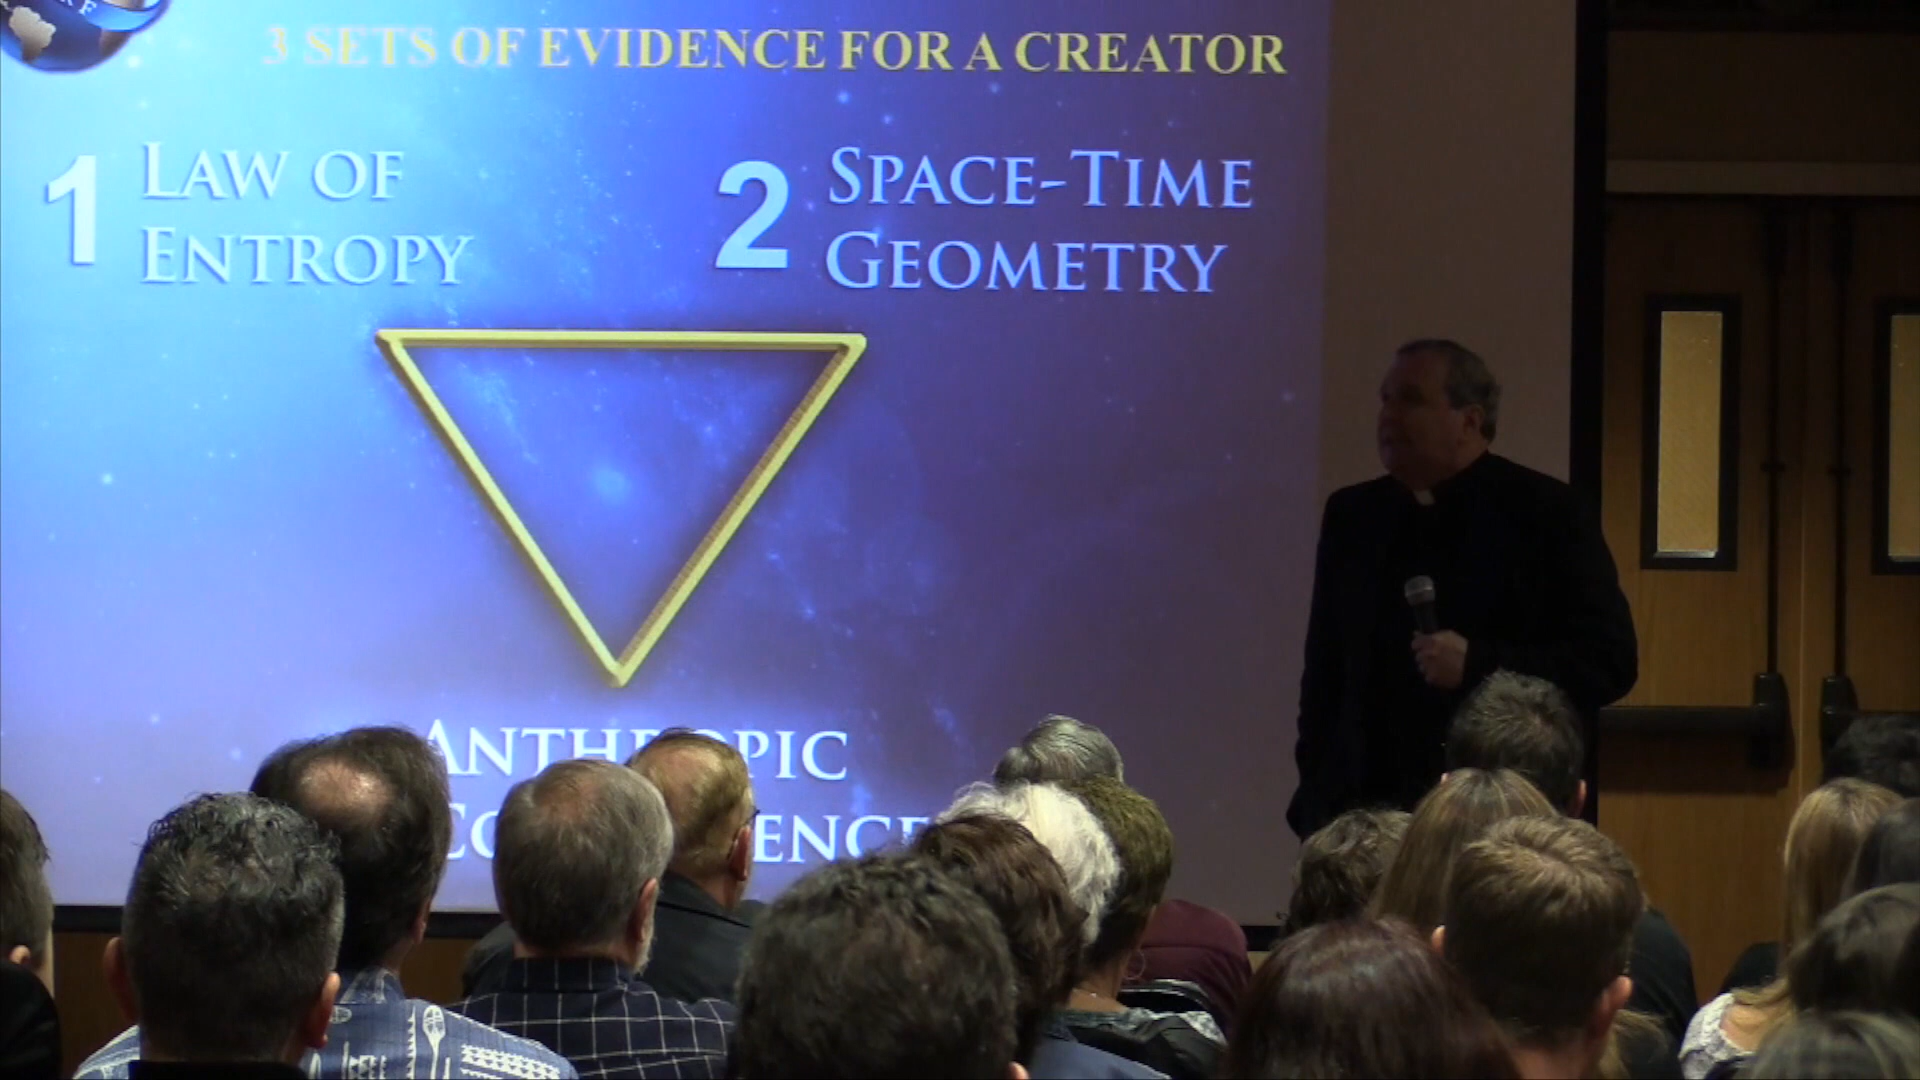 3 SETS OF EVIDENCE FOR A CREATOR
1 LAW OF
ENTROPY
2 SPACE-TIME
GEOMETRY